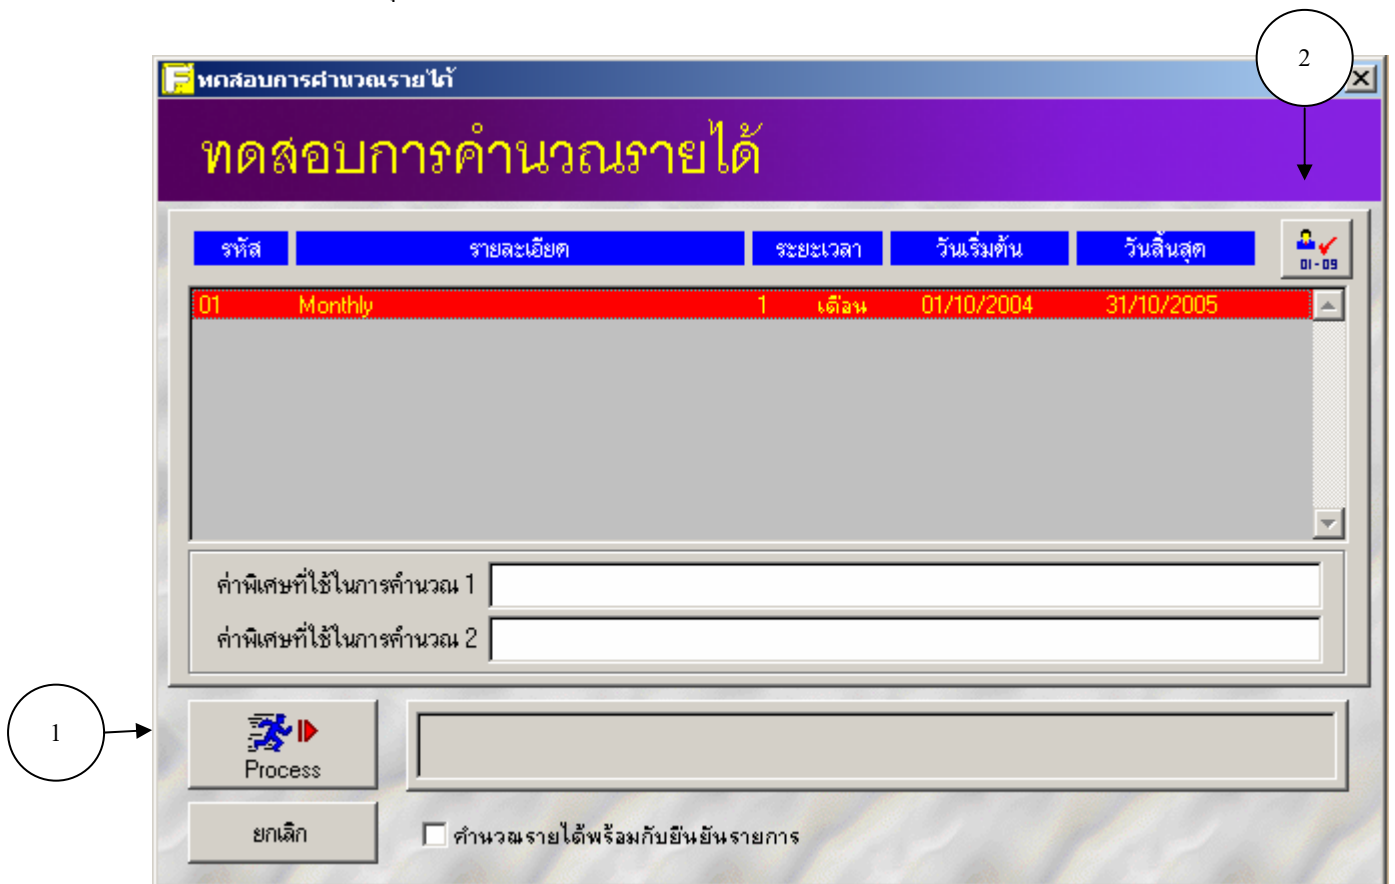 2
ทดสอบการคำนวณรายได้
ทดสอบการคำนวณรายได้
รหัส รายละเอียด ระยะเวลา วันเริ่มต้น วันสิ้นสุด
01-09
01 Monthly 1 เดือน 01/10/2004 31/10/2005
ค่าพิเศษที่ใช้ในการคำนวณ 1
ค่าพิเศษที่ใช้ในการคำนวณ 2
1
Process
ยกเลิก
คำนวณรายได้พร้อมกับยืนยันรายการ